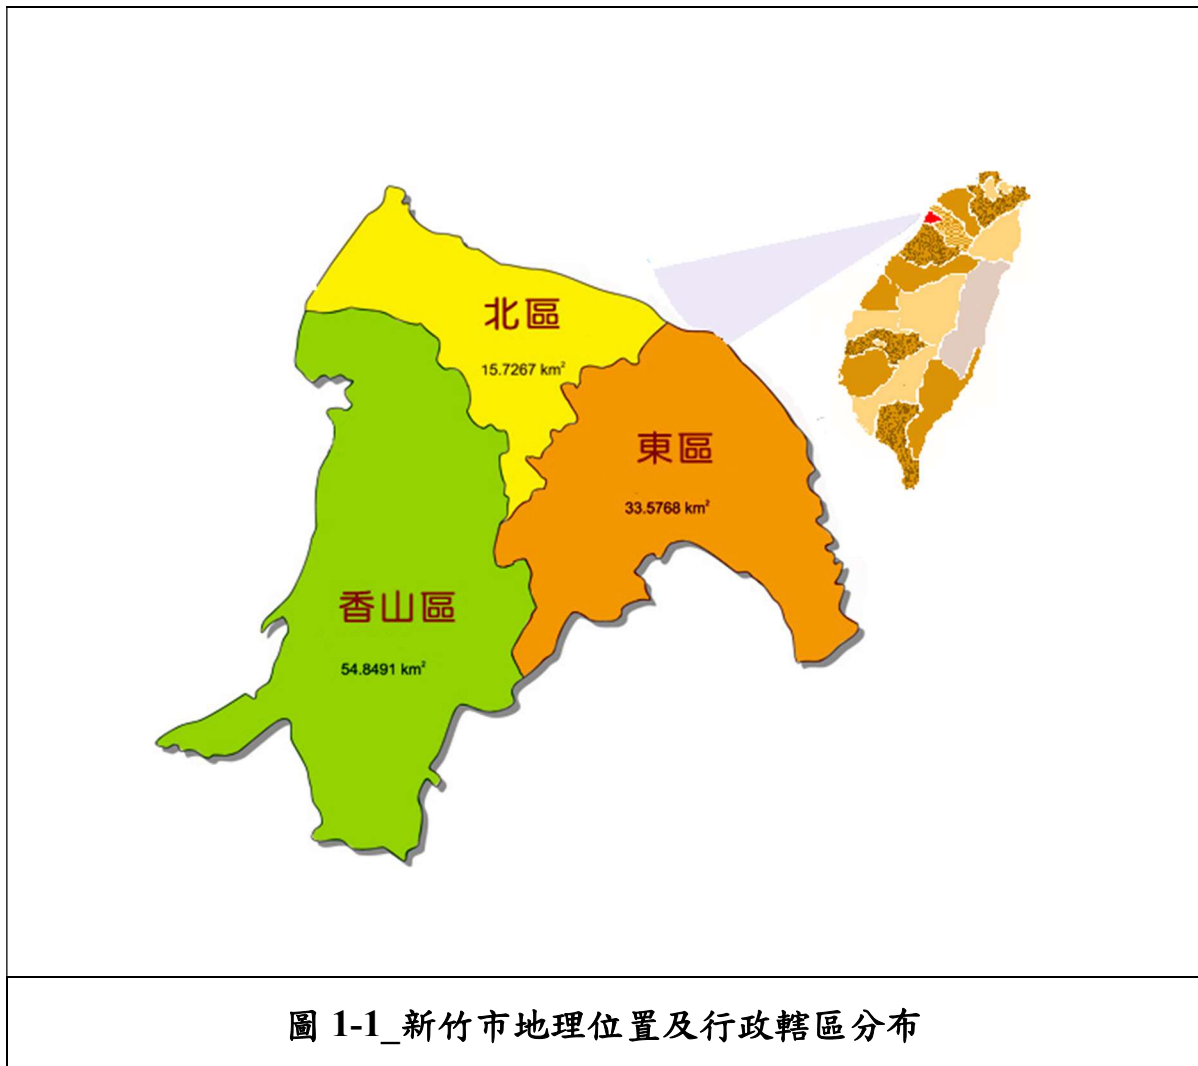 北區
15.7267 km²
東區
33.5768 km²
香山區
54.8491 km²
圖 1-1_新竹市地理位置及行政轄區分布